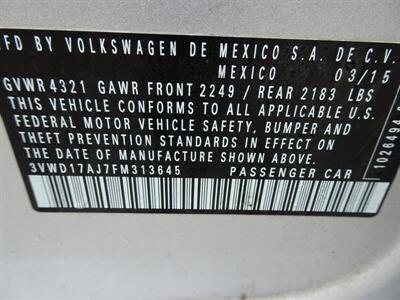 MFD BY VOLKSWAGEN DE MEXICO S.A. DE C.V.
MEXICO 03/15
GVWR 4321 GAWR FRONT 2249 / REAR 2183 LBS
THIS VEHICLE CONFORMS TO ALL APPLICABLE U.S.
FEDERAL MOTOR VEHICLE SAFETY, BUMPER AND
THEFT PREVENTION STANDARDS IN EFFECT ON
THE DATE OF MANUFACTURE SHOWN ABOVE.
3VWD17AJ7FM313645 PASSENGER CAR
1026494